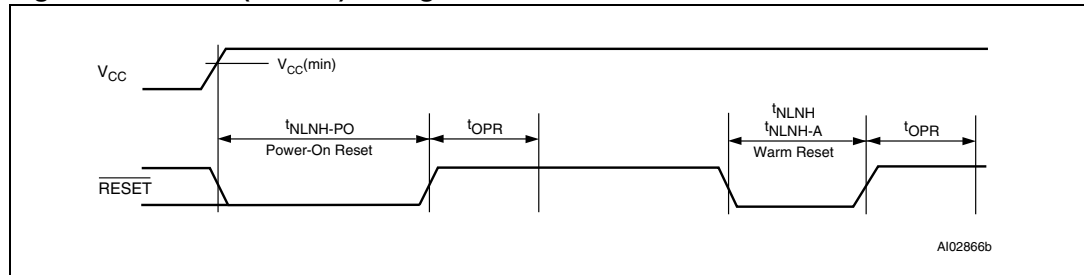 VCC
VCC(min)
tNLNH-PO
Power-On Reset
tOPR
tNLNH
tNLNH-A
Warm Reset
tOPR
RESET
AI02866b